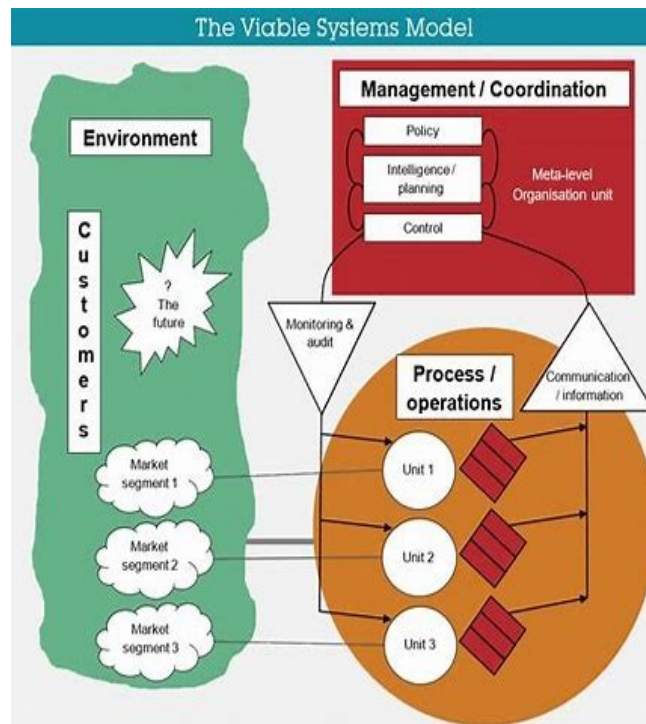 The Viable Systems Model
Environment
Customers
?
The
future
Market
segment 1
Market
segment 2
Market
segment 3
Management / Coordination
Policy
Intelligence /
planning
Control
Meta-level
Organisation unit
Monitoring &
audit
Process /
operations
Communication
/ information
Unit 1
Unit 2
Unit 3